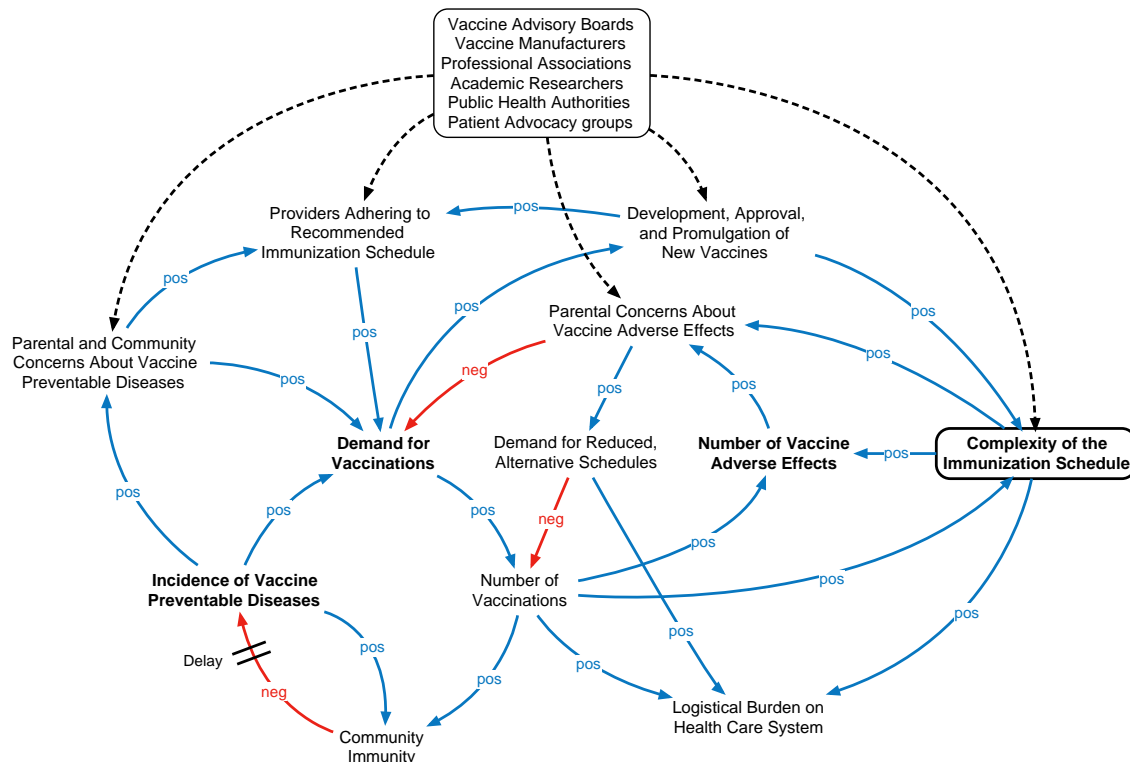 Vaccine Advisory Boards
Vaccine Manufacturers
Professional Associations
Academic Researchers
Public Health Authorities
Patient Advocacy groups
Providers Adhering to
Recommended
Immunization Schedule
pos
Development, Approval,
and Promulgation of
New Vaccines
pos
pos
pos
pos
Parental Concerns About
Vaccine Adverse Effects
pos
Parental and Community
Concerns About Vaccine
Preventable Diseases
pos
neg
pos
pos
Demand for
Vaccinations
Demand for Reduced,
Alternative Schedules
Number of Vaccine
Adverse Effects
pos
Complexity of the
Immunization Schedule
pos
pos
pos
neg
pos
Incidence of Vaccine
Preventable Diseases
Number of
Vaccinations
pos
pos
pos
Delay
pos
pos
pos
neg
pos
Logistical Burden on
Health Care System
Community
Immunity